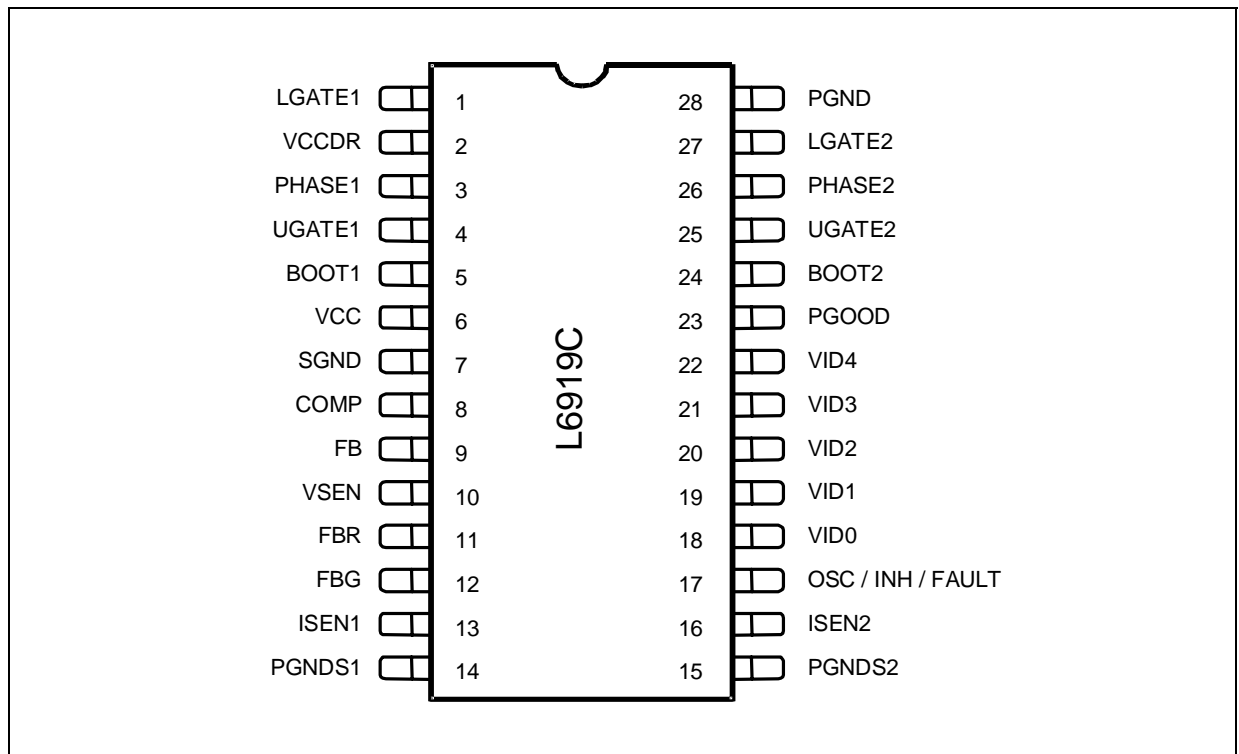 LGATE1 1 28 PGND
VCCDR 2 27 LGATE2
PHASE1 3 26 PHASE2
UGATE1 4 25 UGATE2
BOOT1 5 24 BOOT2
VCC 6 23 PGOOD
SGND 7 22 VID4
COMP 8 21 VID3
FB 9 20 VID2
VSEN 10 19 VID1
FBR 11 18 VID0
FBG 12 17 OSC / INH / FAULT
ISEN1 13 16 ISEN2
PGNDS1 14 15 PGNDS2
L6919C